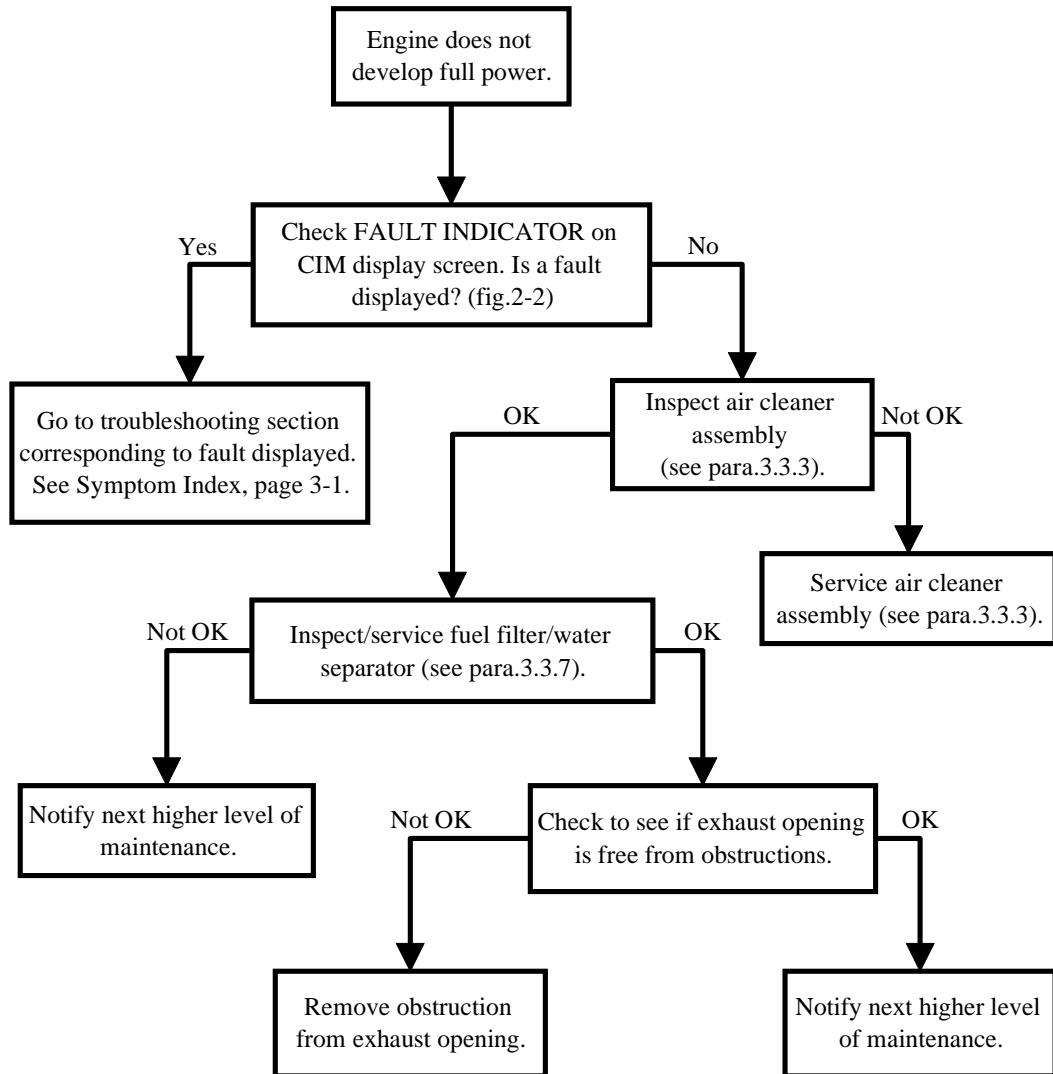 Engine does not
develop full power.
Check FAULT INDICATOR on
CIM display screen. Is a fault
displayed? (fig.2-2)
Yes
No
Go to troubleshooting section
corresponding to fault displayed.
See Symptom Index, page 3-1.
Inspect air cleaner
assembly
(see para.3.3.3).
OK
Not OK
Service air cleaner
assembly (see para.3.3.3).
Inspect/service fuel filter/water
separator (see para.3.3.7).
Not OK
OK
Notify next higher level of
maintenance.
Check to see if exhaust opening
is free from obstructions.
Not OK
OK
Remove obstruction
from exhaust opening.
Notify next higher level
of maintenance.